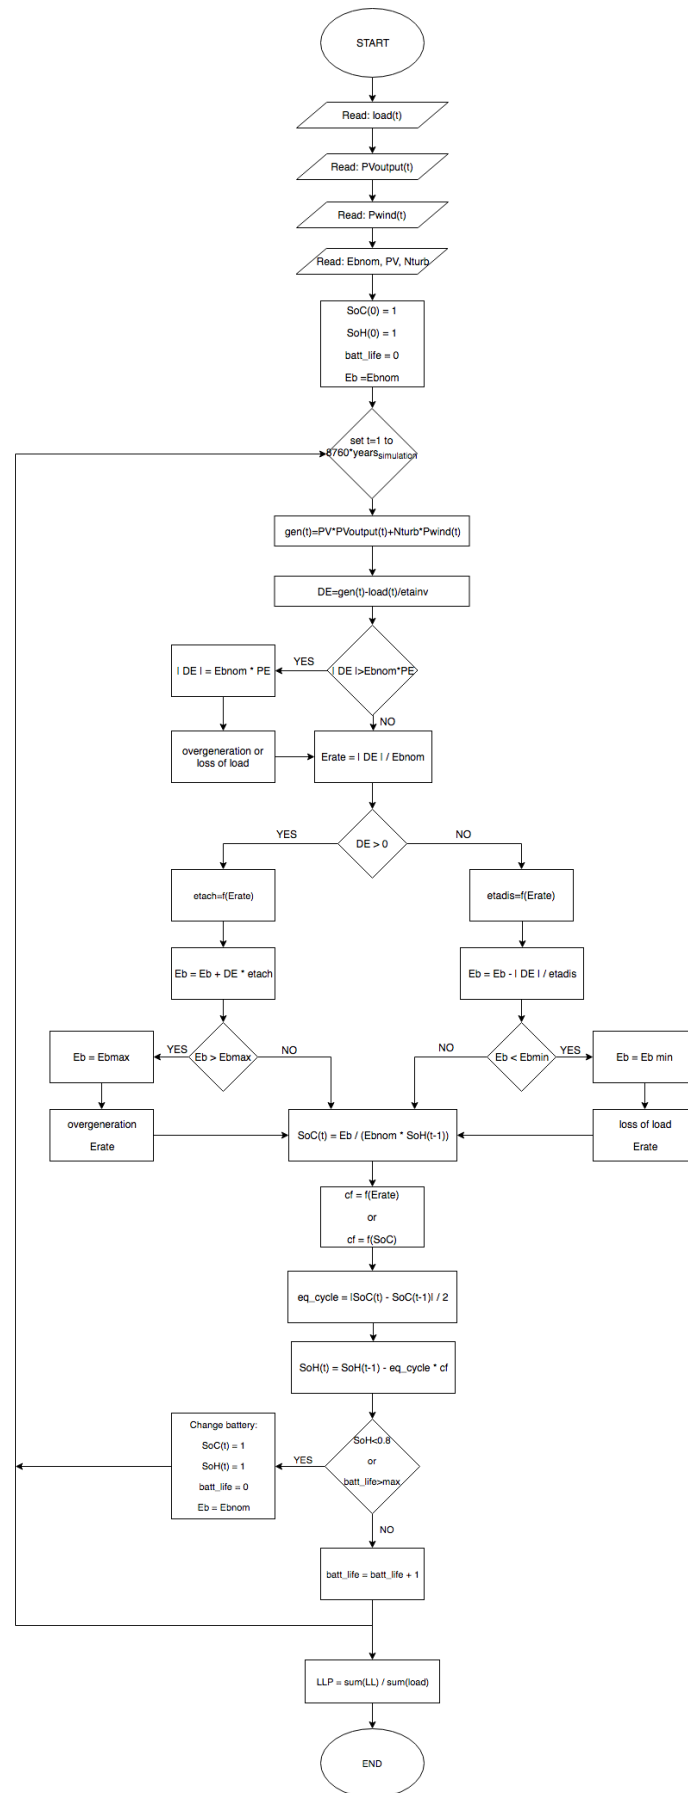 START
Read: load(t)
Read: PVoutput(t)
Read: Pwind(t)
Read: Ebnom, PV, Nturb
SoC(0) = 1
SoH(0) = 1
batt_life = 0
Eb =Ebnom
set t=1 to
8760*years simulation
gen(t)=PV*PVoutput(t)+Nturb*Pwind(t)
DE=gen(t)-load(t)/etainv
| DE |>Ebnom*PE
YES
| DE | = Ebnom * PE
NO
overgeneration or
loss of load
Erate = | DE | / Ebnom
DE > 0
YES
NO
etach=f(Erate)
etadis=f(Erate)
Eb = Eb + DE * etach
Eb = Eb - | DE | / etadis
Eb > Ebmax
YES
NO
Eb = Ebmax
Eb < Ebmin
NO
YES
Eb = Eb min
overgeneration
Erate
SoC(t) = Eb / (Ebnom * SoH(t-1))
loss of load
Erate
cf = f(Erate)
or
cf = f(SoC)
eq_cycle = |SoC(t) - SoC(t-1)| / 2
SoH(t) = SoH(t-1) - eq_cycle * cf
SoH<0.8
or
batt_life>max
YES
NO
Change battery:
SoC(t) = 1
SoH(t) = 1
batt_life = 0
Eb = Ebnom
batt_life = batt_life + 1
LLP = sum(LL) / sum(load)
END